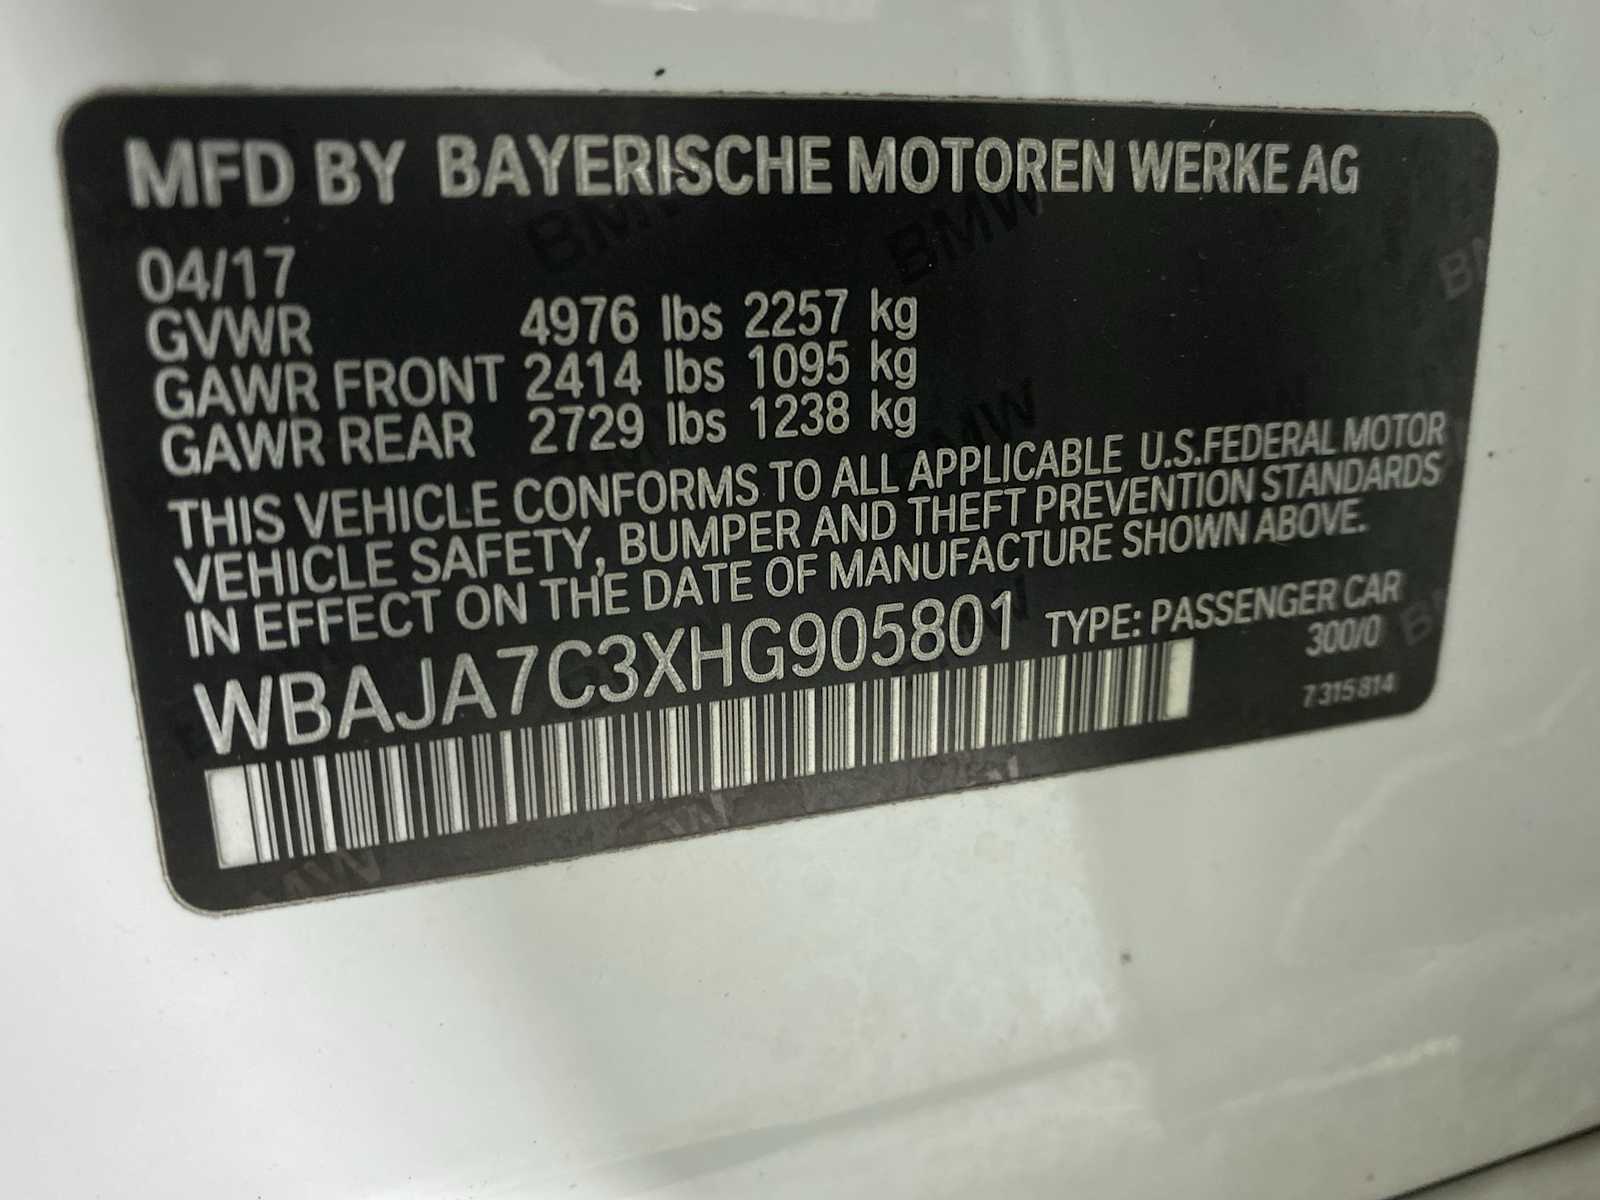 MFD BY BAYERISCHE MOTOREN WERKE AG
04/17
GVWR 4976 lbs 2257 kg
GAWR FRONT 2414 lbs 1095 kg
GAWR REAR 2729 lbs 1238 kg
THIS VEHICLE CONFORMS TO ALL APPLICABLE U.S.FEDERAL MOTOR
VEHICLE SAFETY, BUMPER AND THEFT PREVENTION STANDARDS
IN EFFECT ON THE DATE OF MANUFACTURE SHOWN ABOVE.
WBAJA7C3XHG905801 TYPE: PASSENGER CAR
300/0
7 315 814